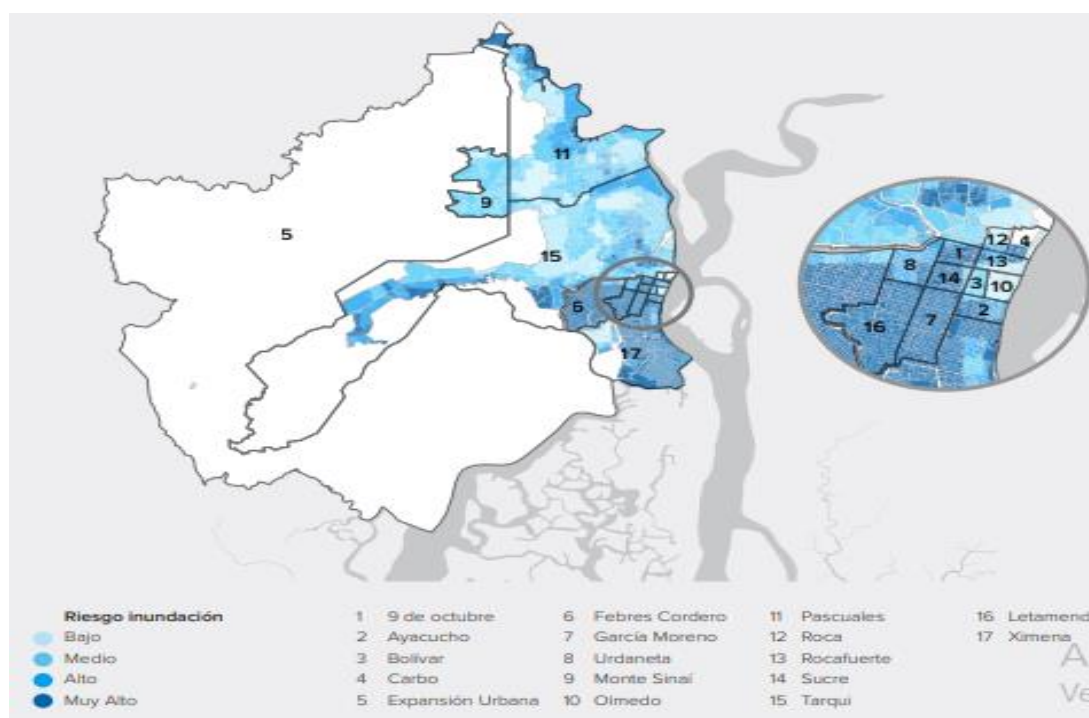 11
9
5
15
6
17
12
4
1
13
8
14
3
10
2
16
7
Riesgo inundación
Bajo
Medio
Alto
Muy Alto
1 9 de octubre
2 Ayacucho
3 Bolívar
4 Carbo
5 Expansión Urbana
6 Febres Cordero
7 García Moreno
8 Urdaneta
9 Monte Sinaí
10 Olmedo
11 Pascuales
12 Roca
13 Rocafuerte
14 Sucre
15 Tarqui
16 Letamend
17 Ximena
A
Ve